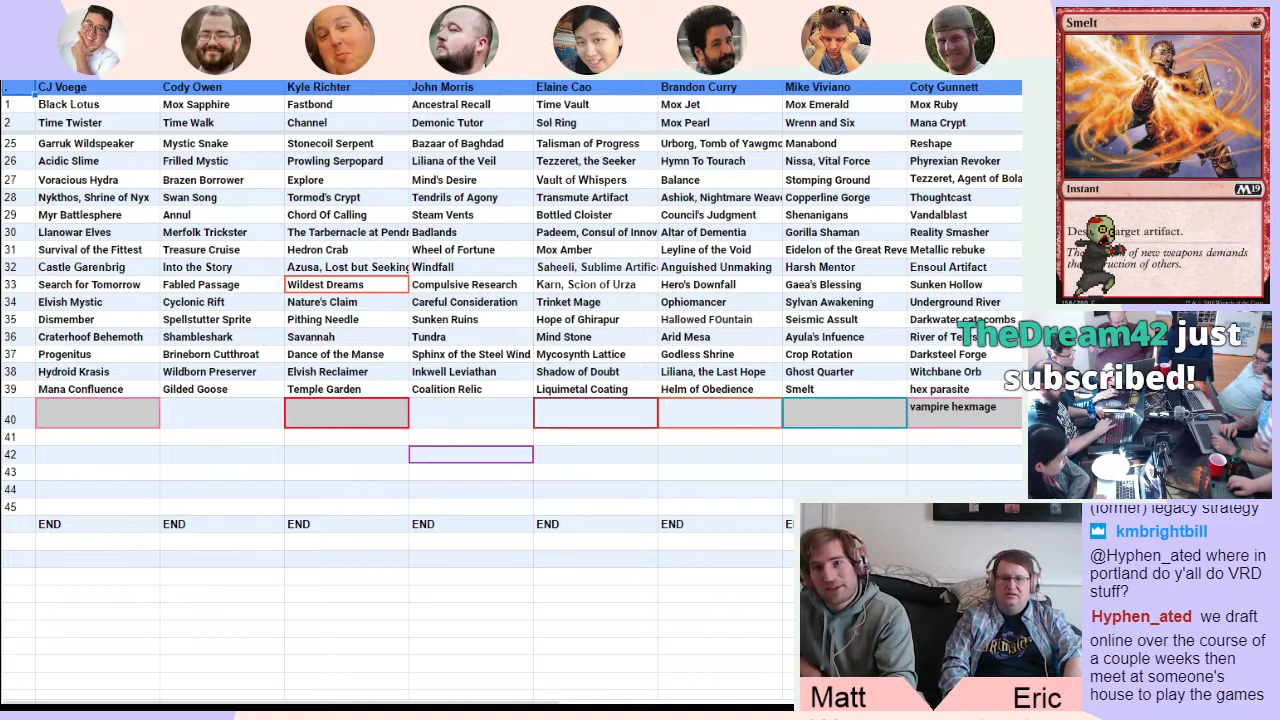 . CJ Voege Cody Owen Kyle Richter John Morris Elaine Cao Brandon Curry Mike Viviano Coty Gunnett
1 Black Lotus Mox Sapphire Fastbond Ancestral Recall Time Vault Mox Jet Mox Emerald Mox Ruby
2 Time Twister Time Walk Channel Demonic Tutor Sol Ring Mox Pearl Wrenn and Six Mana Crypt
25 Garruk Wildspeaker Mystic Snake Stonecoil Serpent Bazaar of Baghdad Talisman of Progress Urborg, Tomb of Yawgmo Manabond Reshape
26 Acidic Slime Frilled Mystic Prowling Serpopard Liliana of the Veil Tezzeret, the Seeker Hymn To Tourach Nissa, Vital Force Phyrexian Revoker
27 Voracious Hydra Brazen Borrower Explore Mind's Desire Vault of Whispers Balance Stomping Ground Tezzeret, Agent of Bola
28 Nykthos, Shrine of Nyx Swan Song Tormod's Crypt Tendrils of Agony Transmute Artifact Ashiok, Nightmare Weav Copperline Gorge Thoughtcast
29 Myr Battlesphere Annul Chord Of Calling Steam Vents Bottled Cloister Council's Judgment Shenanigans Vandalblast
30 Llanowar Elves Merfolk Trickster The Tarbernacle at Pendr Badlands Padeem, Consul of Innov Altar of Dementia Gorilla Shaman Reality Smasher
31 Survival of the Fittest Treasure Cruise Hedron Crab Wheel of Fortune Mox Amber Leyline of the Void Eidelon of the Great Reve Metallic rebuke
32 Castle Garenbrig Into the Story Azusa, Lost but Seeking Windfall Saheeli, Sublime Artific Anguished Unmaking Harsh Mentor Ensoul Artifact
33 Search for Tomorrow Fabled Passage Wildest Dreams Compulsive Research Karn, Scion of Urza Hero's Downfall Gaea's Blessing Sunken Hollow
34 Elvish Mystic Cyclonic Rift Nature's Claim Careful Consideration Trinket Mage Ophiomancer Sylvan Awakening Underground River
35 Dismember Spellstutter Sprite Pithing Needle Sunken Ruins Hope of Ghirapur Hallowed FOuntain Seismic Assult Darkwater catacombs
36 Craterhoof Behemoth Shambleshark Savannah Tundra Mind Stone Arid Mesa Ayula's Infuence River of
37 Progenitus Brineborn Cutthroat Dance of the Manse Sphinx of the Steel Wind Mycosynth Lattice Godless Shrine Crop Rotation Darksteel Forge
38 Hydroid Krasis Wildborn Preserver Elvish Reclaimer Inkwell Leviathan Shadow of Doubt Liliana, the Last Hope Ghost Quarter Witchbane Orb
39 Mana Confluence Gilded Goose Temple Garden Coalition Relic Liquimetal Coating Helm of Obedience Smelt hex parasite
40 vampire hexmage
41
42
43
44
45
END END END END END END E
Smelt
Instant
M19
target artifact.
of new weapons demands
of others.
TheDream42 just
subscribed!
(former) legacy strategy
kmbrightbill
@Hyphen_ated where in
portland do y'all do VRD
stuff?
Hyphen_ated we draft
online over the course of
a couple weeks then
meet at someone's
house to play the games
Matt
Eric